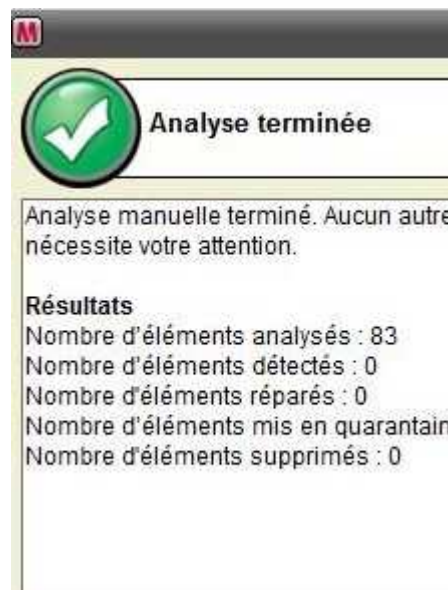 Analyse terminée
Analyse manuelle terminé. Aucun autre
nécessite votre attention.
Résultats
Nombre d'éléments analysés : 83
Nombre d'éléments détectés : 0
Nombre d'éléments réparés : 0
Nombre d'éléments mis en
Nombre d'éléments supprimés : 0